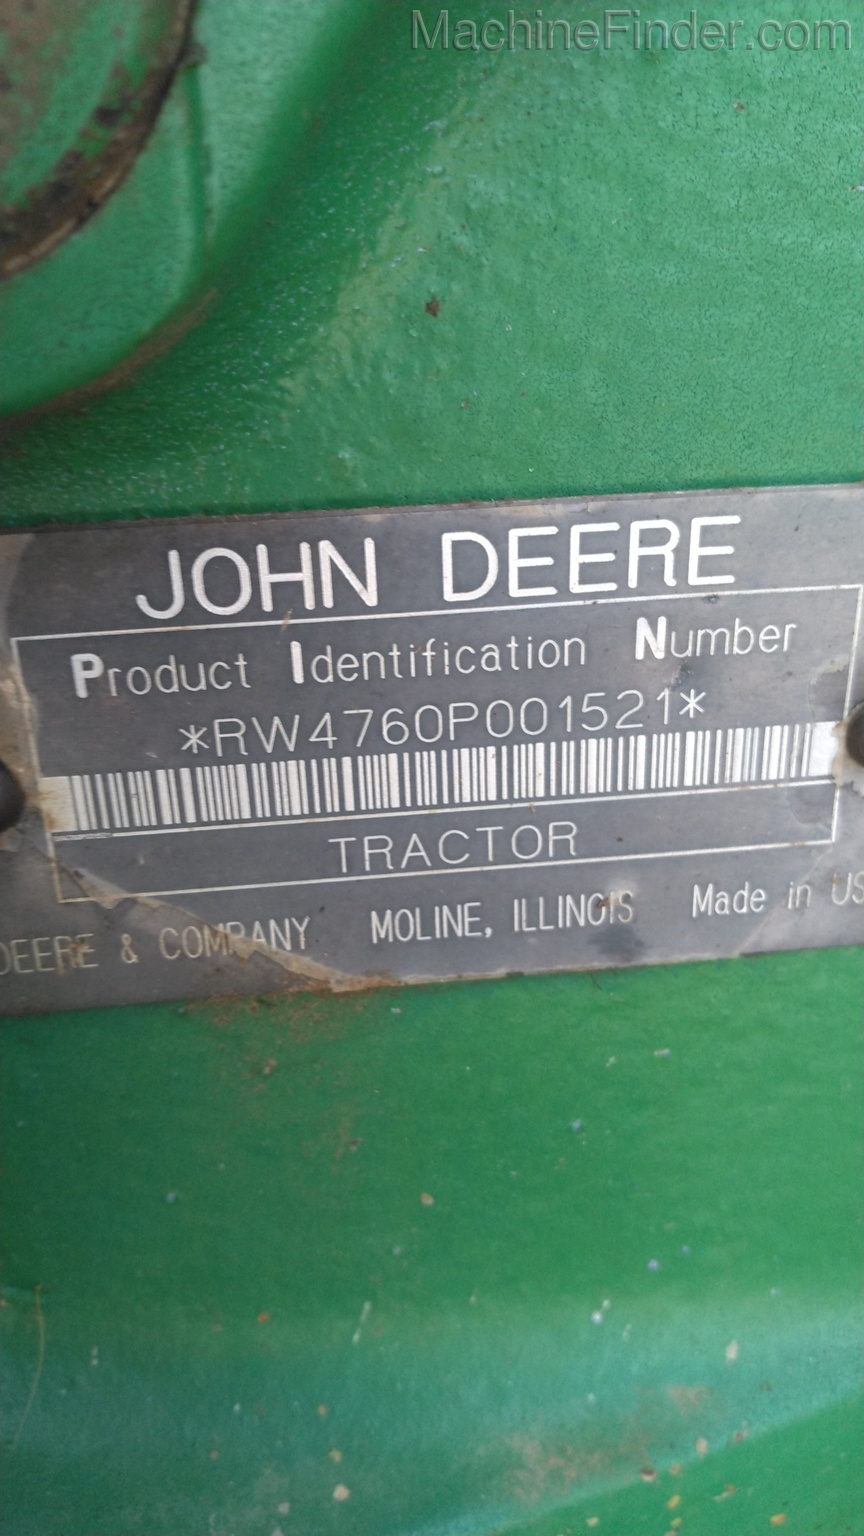 MachineFinder.com
JOHN DEERE
Product Identification Number
*RW4760P001521*
TRACTOR
DEERE & COMPANY MOLINE, ILLINOIS Made in US